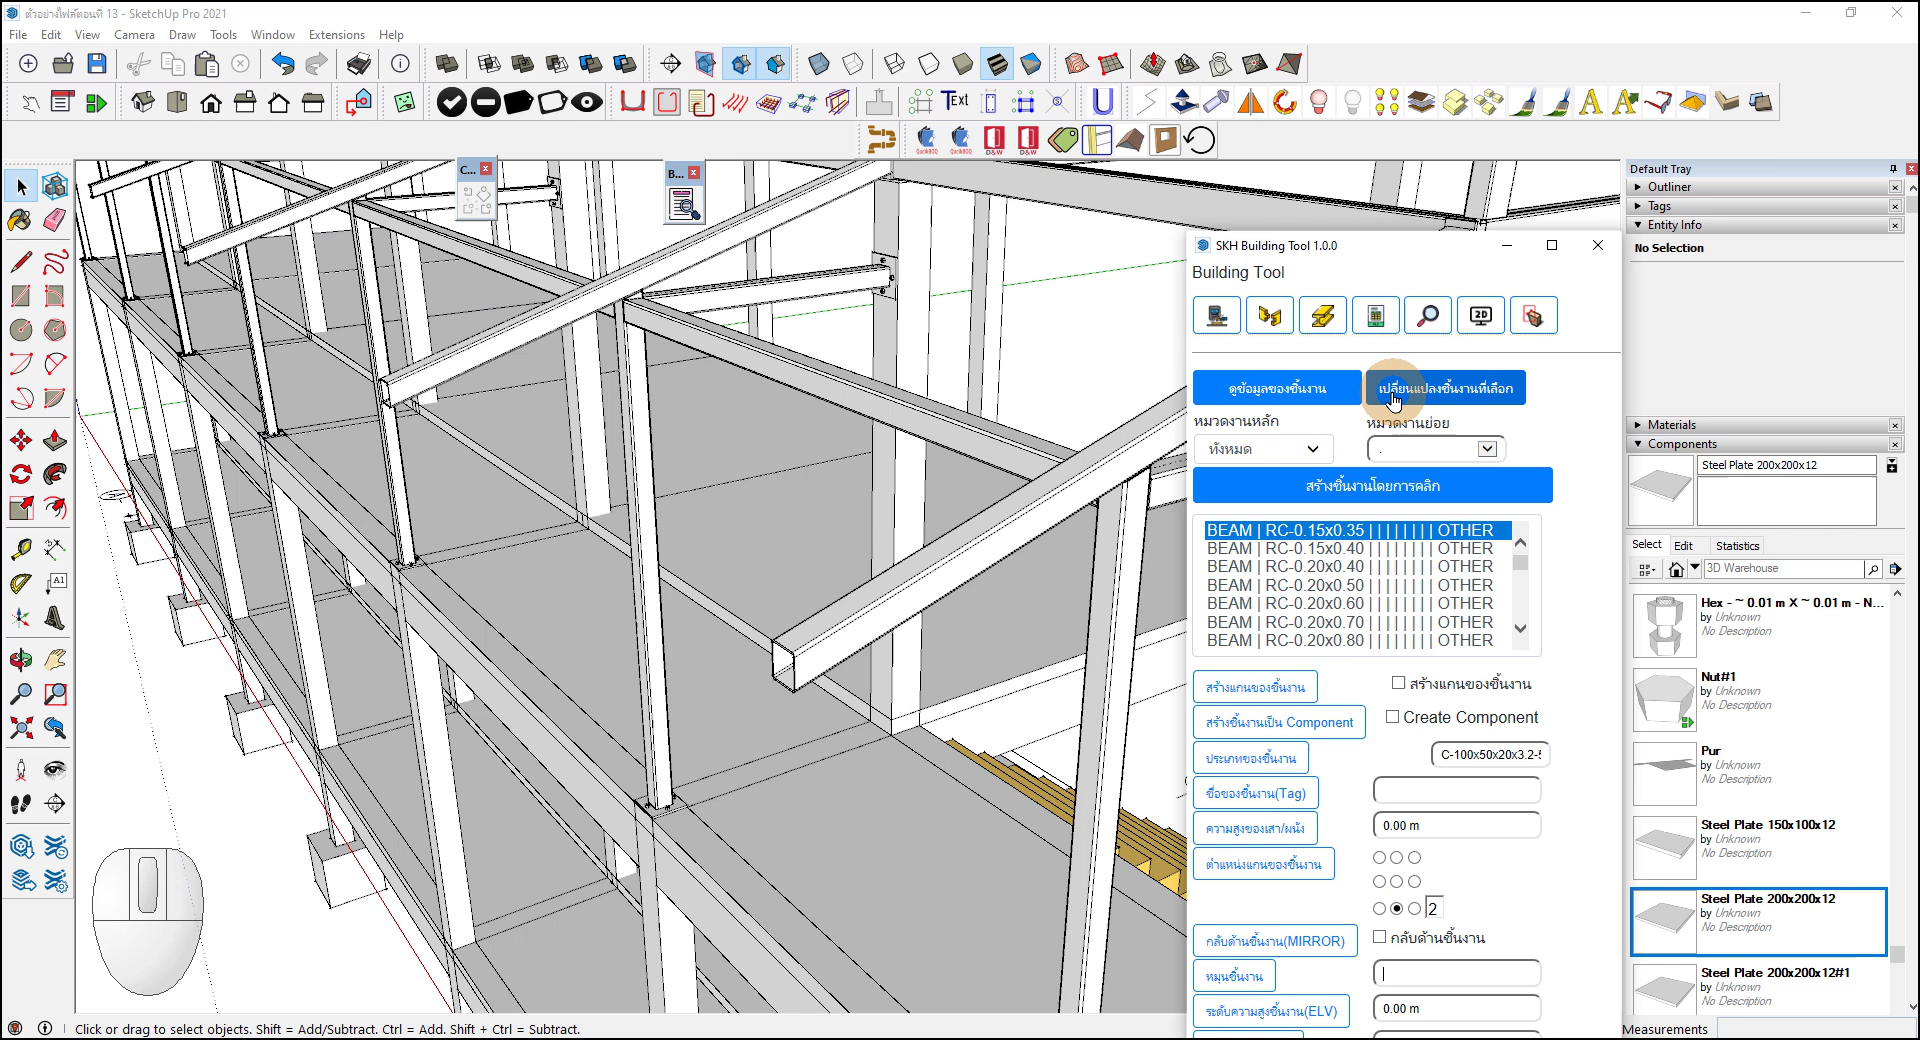 ตัวอย่างไฟล์ตอนที่ 13 - SketchUp Pro 2021
File Edit View Camera Draw Tools Window Extensions Help
Text
QuickBOQ QuickBOQ D&W D&W
C...
B...
A1
SKH Building Tool 1.0.0
Building Tool
2D
ดูข้อมูลของชิ้นงาน
เปลี่ยนแปลงชิ้นงานที่เลือก
หมวดงานหลัก
หมวดงานย่อย
ทั้งหมด
.
สร้างชิ้นงานโดยการคลิก
BEAM | RC-0.15x0.35 | | | | | | | | OTHER
BEAM | RC-0.15x0.40 | | | | | | | | OTHER
BEAM | RC-0.20x0.40 | | | | | | | | OTHER
BEAM | RC-0.20x0.50 | | | | | | | | OTHER
BEAM | RC-0.20x0.60 | | | | | | | | OTHER
BEAM | RC-0.20x0.70 | | | | | | | | OTHER
BEAM | RC-0.20x0.80 | | | | | | | | OTHER
สร้างแกนของชิ้นงาน
สร้างแกนของชิ้นงาน
สร้างชิ้นงานเป็น Component
Create Component
ประเภทของชิ้นงาน
C-100x50x20x3.2-
ชื่อของชิ้นงาน(Tag)
ความสูงของเสา/ผนัง
0.00 m
ตำแหน่งแกนของชิ้นงาน
2
กลับด้านชิ้นงาน(MIRROR)
กลับด้านชิ้นงาน
หมุนชิ้นงาน
ระดับความสูงชิ้นงาน(ELV)
0.00 m
Default Tray
Outliner
Tags
Entity Info
No Selection
Materials
Components
Steel Plate 200x200x12
Select Edit Statistics
3D Warehouse
Hex - ~ 0.01 m X ~ 0.01 m - N...
by Unknown
No Description
Nut#1
by Unknown
No Description
Pur
by Unknown
No Description
Steel Plate 150x100x12
by Unknown
No Description
Steel Plate 200x200x12
by Unknown
No Description
Steel Plate 200x200x12#1
by Unknown
No Description
Click or drag to select objects. Shift = Add/Subtract. Ctrl = Add. Shift + Ctrl = Subtract.
Measurements